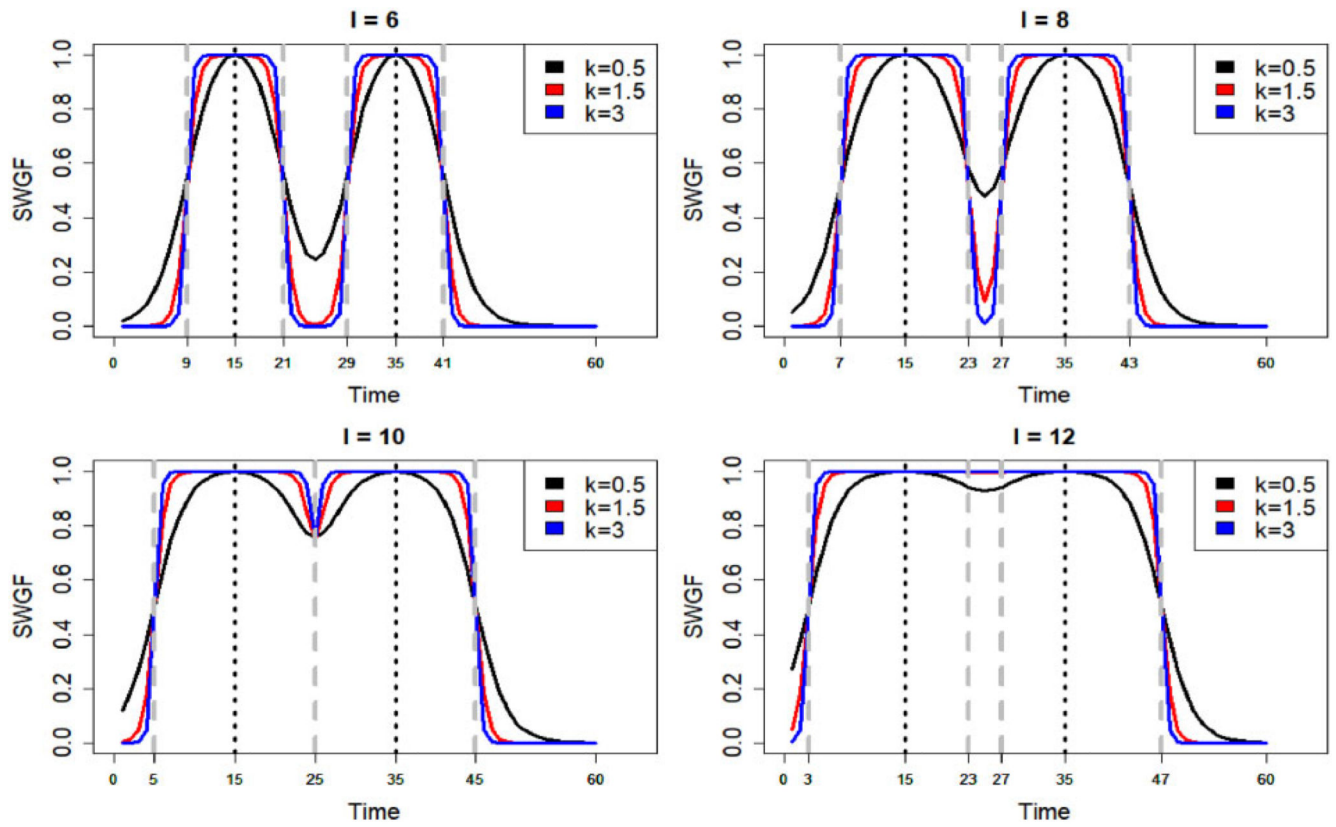 l = 6
SWGF
0.0 0.2 0.4 0.6 0.8 1.0
k=0.5
k=1.5
k=3
0 9 15 21 29 35 41 60
Time
l = 8
SWGF
0.0 0.2 0.4 0.6 0.8 1.0
k=0.5
k=1.5
k=3
0 7 15 23 27 35 43 60
Time
l = 10
SWGF
0.0 0.2 0.4 0.6 0.8 1.0
k=0.5
k=1.5
k=3
0 5 15 25 35 45 60
Time
l = 12
SWGF
0.0 0.2 0.4 0.6 0.8 1.0
k=0.5
k=1.5
k=3
0 3 15 23 27 35 47 60
Time